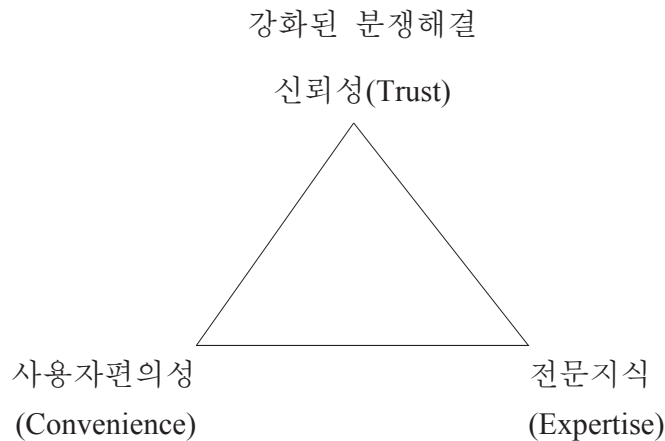 강화된 분쟁해결
신뢰성(Trust)
사용자편의성
(Convenience)
전문지식
(Expertise)